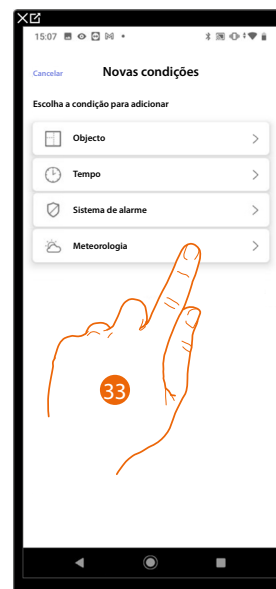 15:07
Cancelar Novas condições
Escolha a condição para adicionar
Objecto
Tempo
Sistema de alarme
Meteorologia
33